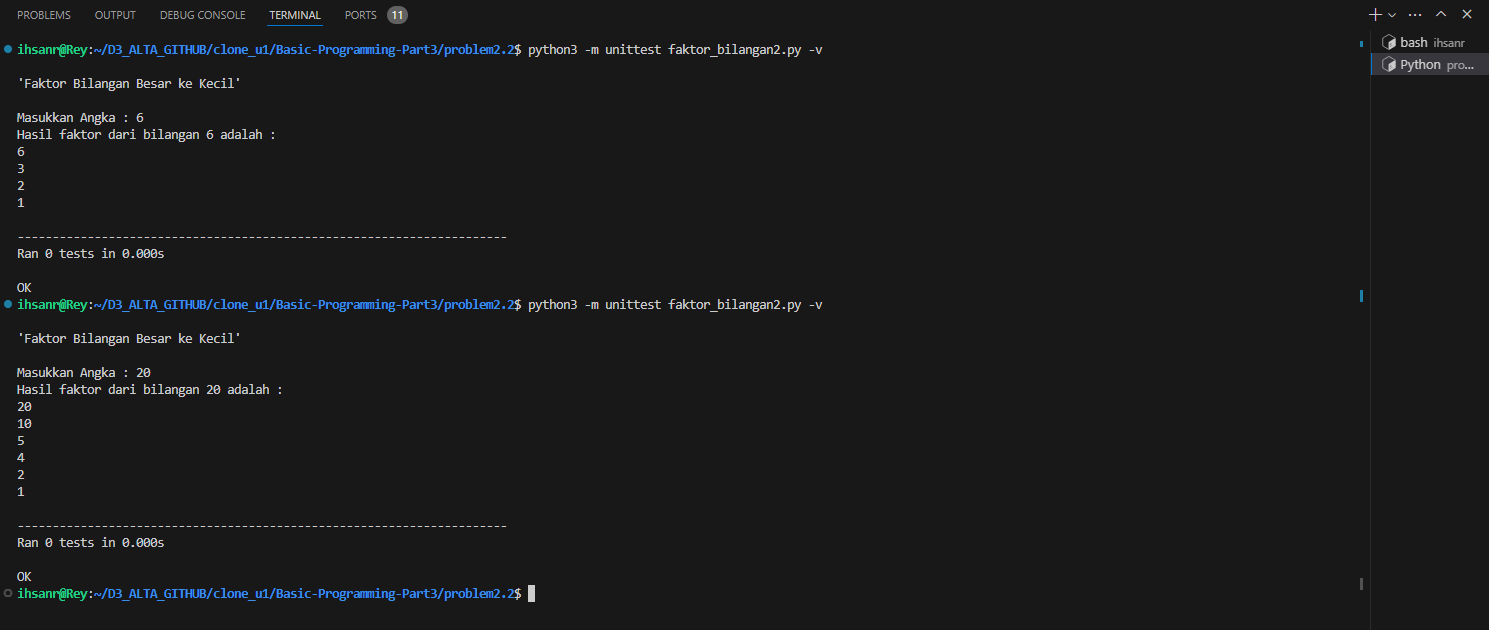 PROBLEMS OUTPUT DEBUG CONSOLE TERMINAL PORTS 11
ihsanr@Rey:~/D3_ALTA_GITHUB/clone_u1/Basic-Programming-Part3/problem2.2$ python3 -m unittest faktor_bilangan2.py -v
'Faktor Bilangan Besar ke Kecil'
Masukkan Angka : 6
Hasil faktor dari bilangan 6 adalah :
6
3
2
1
----------------------------------------------------------------------
Ran 0 tests in 0.000s
OK
ihsanr@Rey:~/D3_ALTA_GITHUB/clone_u1/Basic-Programming-Part3/problem2.2$ python3 -m unittest faktor_bilangan2.py -v
'Faktor Bilangan Besar ke Kecil'
Masukkan Angka : 20
Hasil faktor dari bilangan 20 adalah :
20
10
5
4
2
1
----------------------------------------------------------------------
Ran 0 tests in 0.000s
OK
ihsanr@Rey:~/D3_ALTA_GITHUB/clone_u1/Basic-Programming-Part3/problem2.2$
bash ihsanr
Python pro...